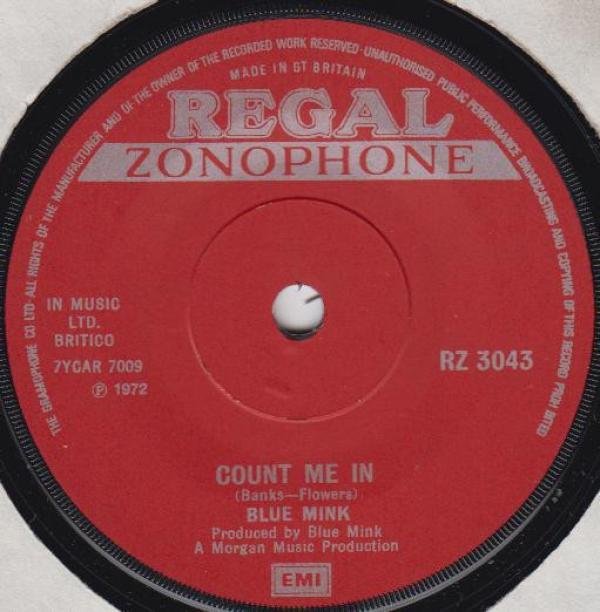 THE GRAMOPHONE CO LTD · ALL RIGHTS OF THE MANUFACTURER AND OF THE OWNER OF THE RECORDED WORK RESERVED · UNAUTHORISED PUBLIC PERFORMANCE BROADCASTING AND COPYING OF THIS RECORD PROHIBITED
MADE IN GT BRITAIN
REGAL
ZONOPHONE
IN MUSIC
LTD.
BRITICO
7YCAR 7009
℗ 1972
RZ 3043
COUNT ME IN
(Banks—Flowers)
BLUE MINK
Produced by Blue Mink
A Morgan Music Production
EMI